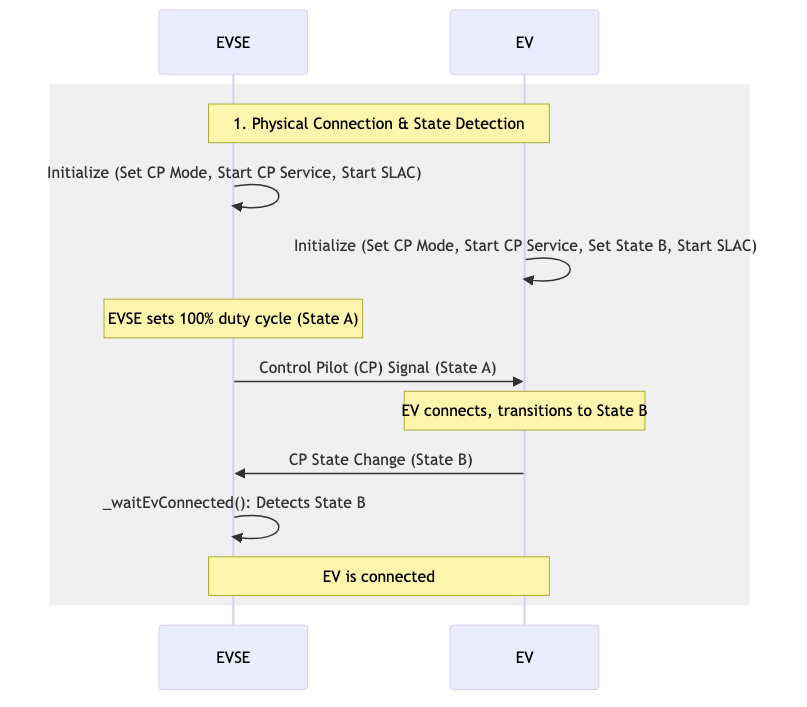 EVSE
EV
1. Physical Connection & State Detection
Initialize (Set CP Mode, Start CP Service, Start SLAC)
Initialize (Set CP Mode, Start CP Service, Set State B, Start SLAC)
EVSE sets 100% duty cycle (State A)
Control Pilot (CP) Signal (State A)
EV connects, transitions to State B
CP State Change (State B)
_waitEvConnected(): Detects State B
EV is connected
EVSE
EV